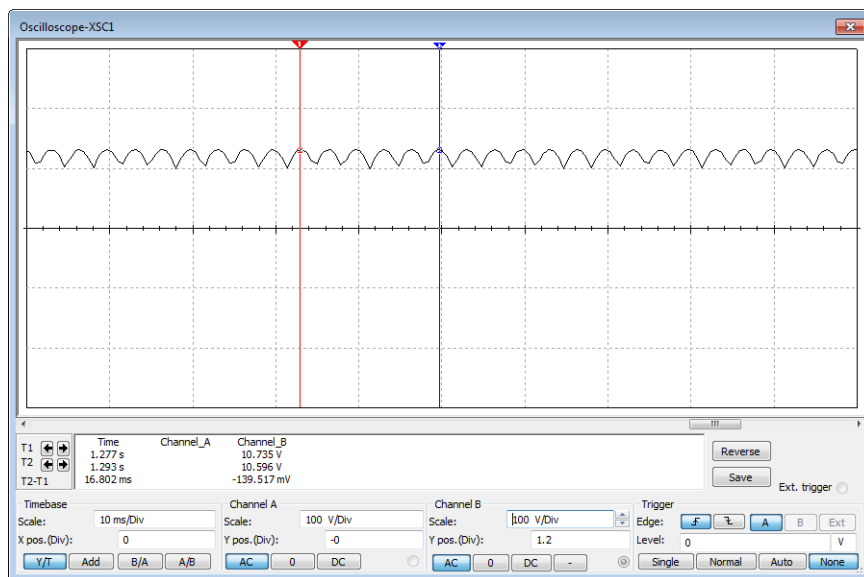 Oscilloscope-XSC1
Time Channel_A Channel_B
T1 1.277 s 10.735 V
T2 1.293 s 10.596 V
T2-T1 16.802 ms -139.517 mV
Reverse
Save
Ext. trigger
Timebase
Scale: 10 ms/Div
X pos.(Div): 0
Y/T Add B/A A/B
Channel A
Scale: 100 V/Div
Y pos.(Div): -0
AC 0 DC
Channel B
Scale: 100 V/Div
Y pos.(Div): 1.2
AC 0 DC -
Trigger
Edge: A B Ext
Level: 0 V
Single Normal Auto None